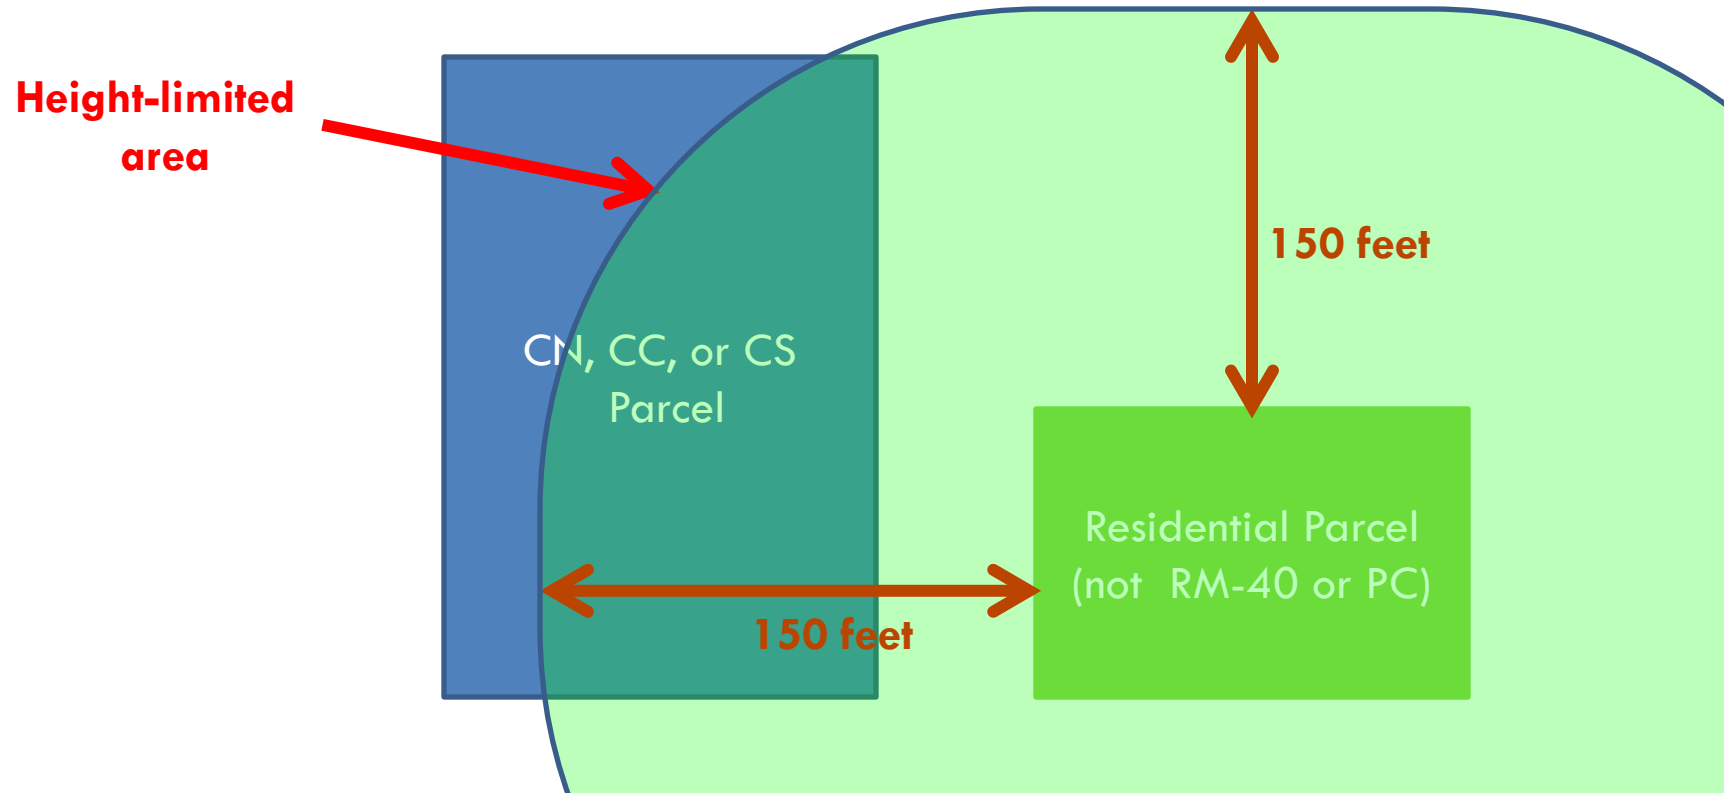 Height-limited
area
150 feet
CN, CC, or CS
Parcel
Residential Parcel
(not RM-40 or PC)
150 feet